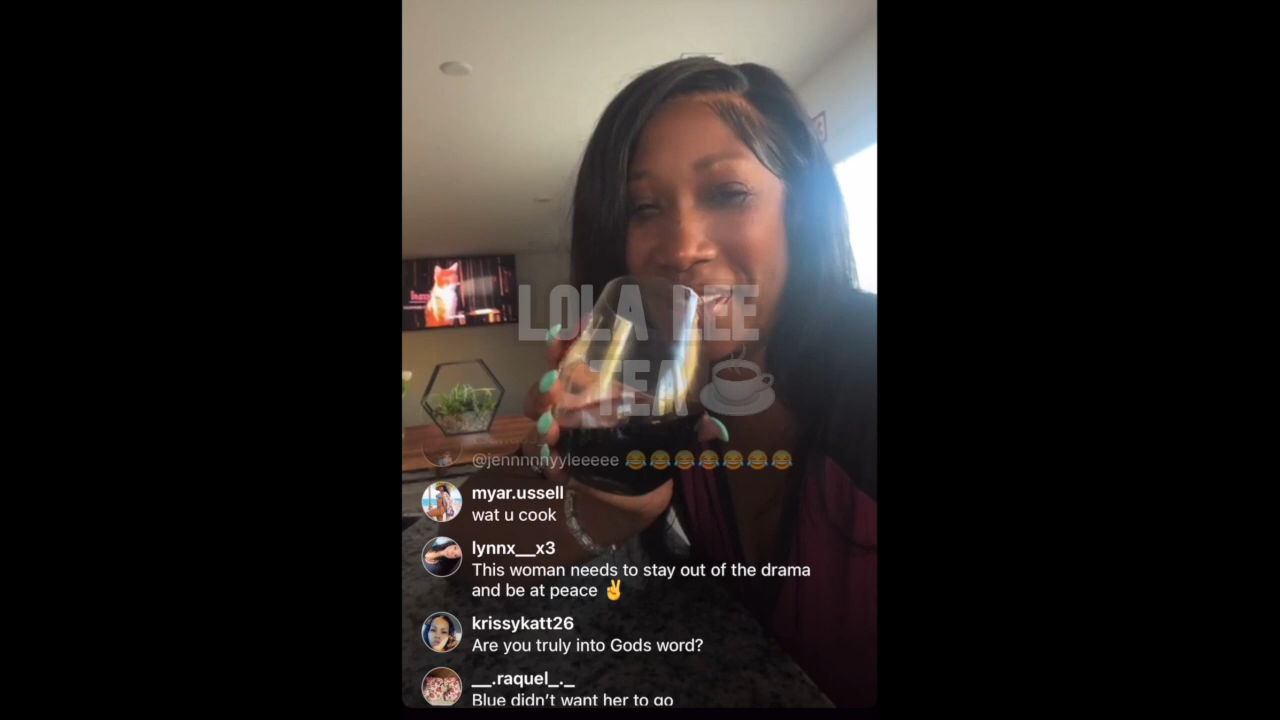 LOLA LEE
TEA
@jennnnnyyleeeee 😂😂😂😂😂😂😂
myar.ussell
wat u cook
lynnx__x3
This woman needs to stay out of the drama
and be at peace ✌️
krissykatt26
Are you truly into Gods word?
__.raquel_._
Blue didn’t want her to go